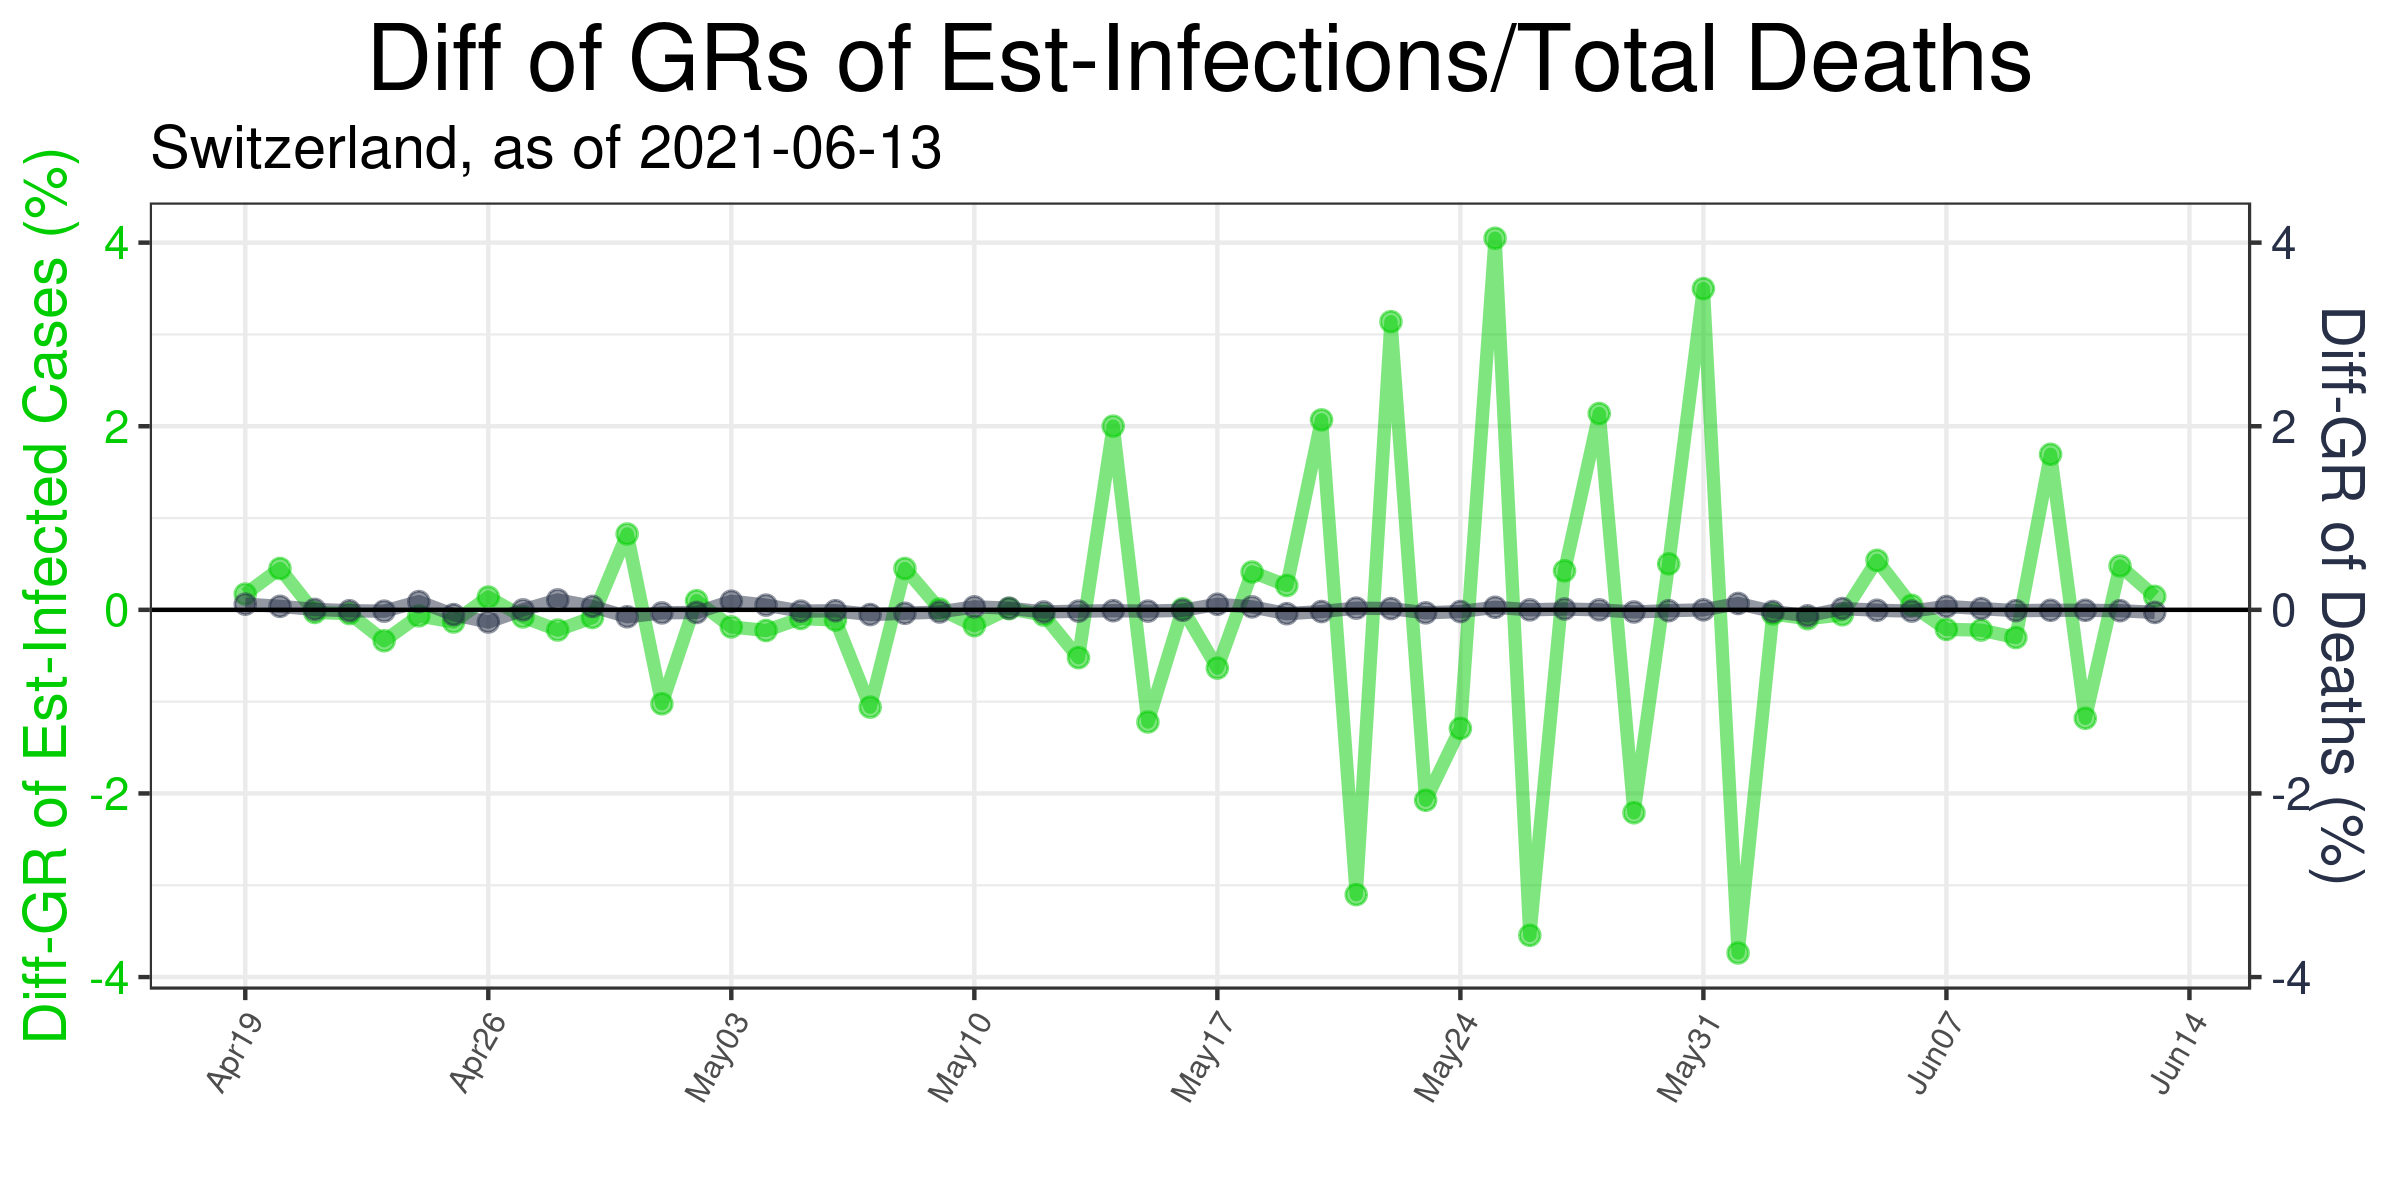 Diff of GRs of Est-Infections/Total Deaths
Switzerland, as of 2021-06-13
Diff-GR of Est-Infected Cases (%)
4
2
0
-2
-4
4
2
0
-2
-4
Diff-GR of Deaths (%)
Apr19
Apr26
May03
May10
May17
May24
May31
Jun07
Jun14